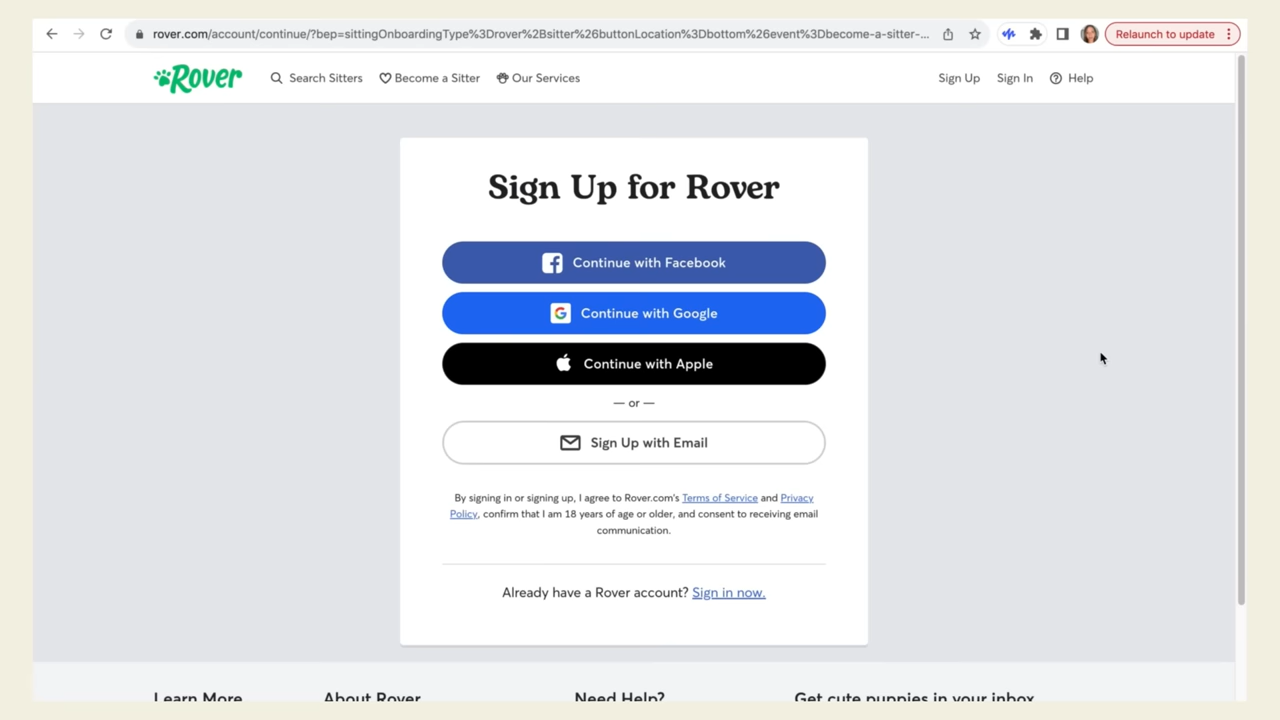 rover.com/account/continue/?bep=sittingOnboardingType%3Drover%2Bsitter%26buttonLocation%3Dbottom%26event%3Dbecome-a-sitter-...
Relaunch to update
Rover
Search Sitters
Become a Sitter
Our Services
Sign Up
Sign In
Help
Sign Up for Rover
Continue with Facebook
Continue with Google
Continue with Apple
— or —
Sign Up with Email
By signing in or signing up, I agree to Rover.com's Terms of Service and Privacy
Policy, confirm that I am 18 years of age or older, and consent to receiving email
communication.
Already have a Rover account? Sign in now.
Learn More
About Rover
Need Help?
Get cute puppies in your inbox